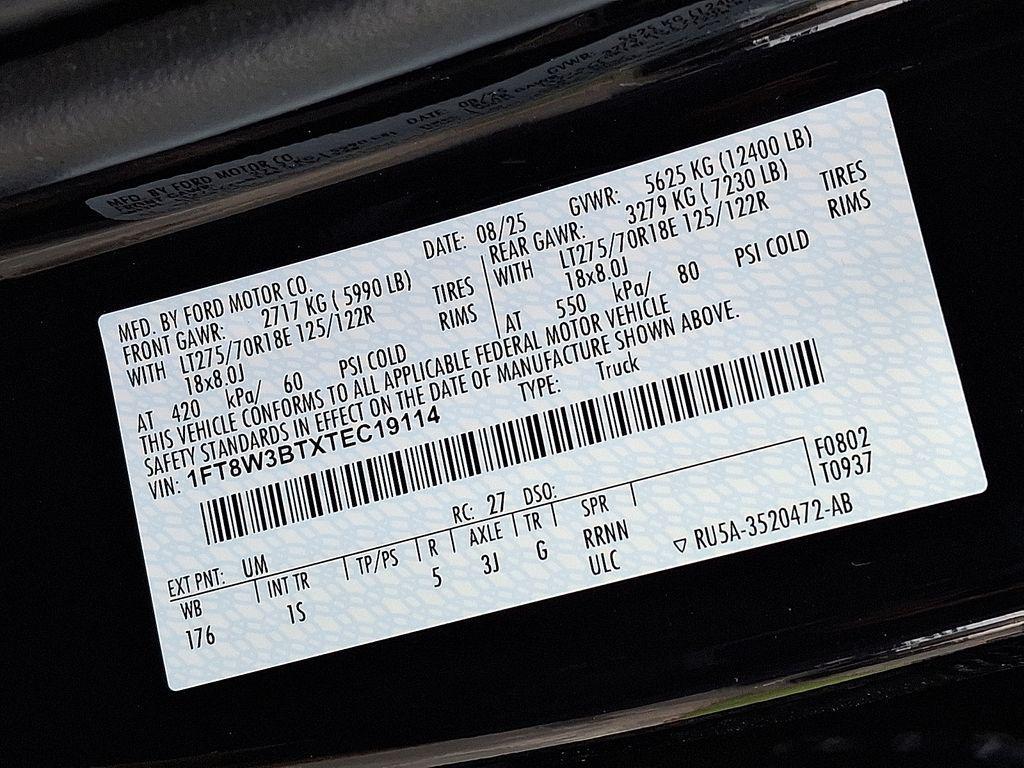 MFD. BY FORD MOTOR CO.
DATE: 08/25 GVWR: 5625 KG (12400 LB)
FRONT GAWR: 2717 KG ( 5990 LB)
REAR GAWR: 3279 KG ( 7230 LB)
WITH LT275/70R18E 125/122R TIRES
WITH LT275/70R18E 125/122R TIRES
18x8.0J RIMS
18x8.0J RIMS
AT 420 kPa/ 60 PSI COLD
AT 550 kPa/ 80 PSI COLD
THIS VEHICLE CONFORMS TO ALL APPLICABLE FEDERAL MOTOR VEHICLE
SAFETY STANDARDS IN EFFECT ON THE DATE OF MANUFACTURE SHOWN ABOVE.
VIN: 1FT8W3BTXTEC19114 TYPE: Truck
F0802
T0937
EXT PNT: UM RC: 27 DSO:
WB INT TR TP/PS R AXLE TR SPR
176 1S 5 3J G RRNN
ULC
▽ RU5A-3520472-AB